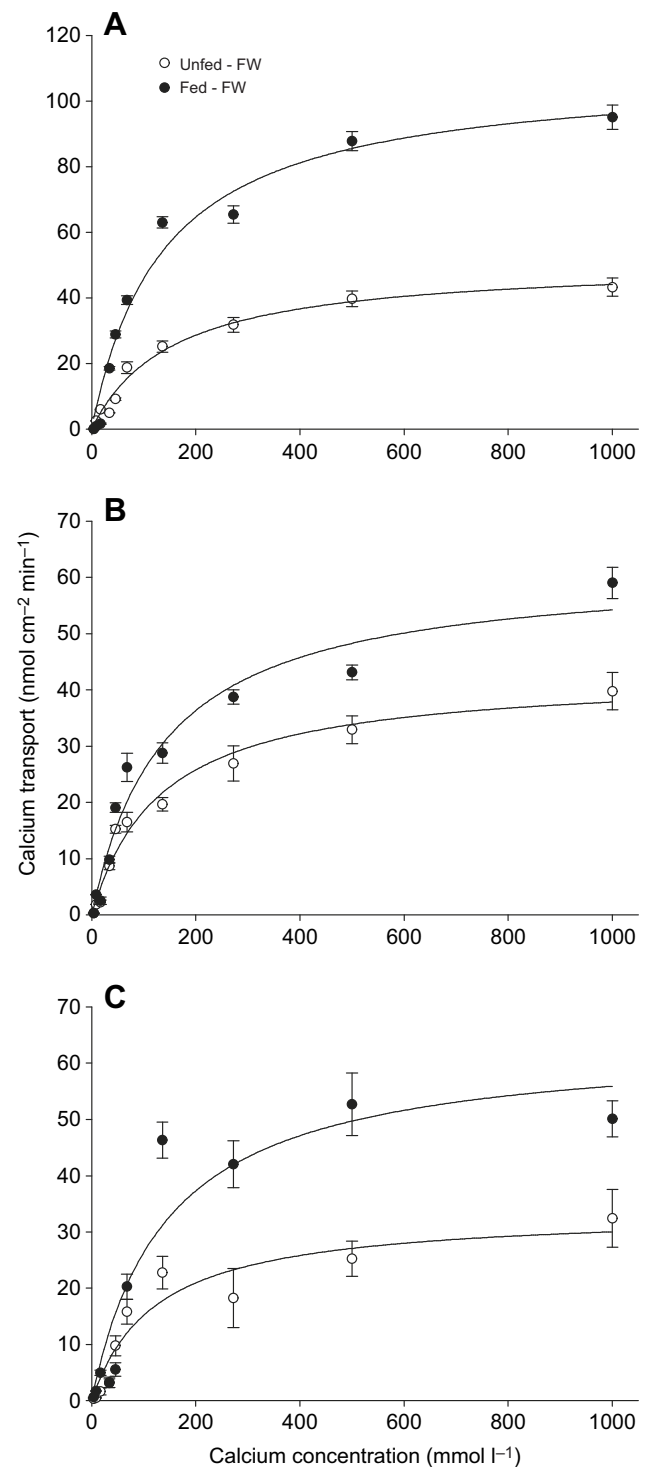 A
120
100
80
60
40
20
0
Unfed - FW
Fed - FW
0 200 400 600 800 1000
B
70
60
50
40
30
20
10
0
0 200 400 600 800 1000
Calcium transport (nmol cm⁻² min⁻¹)
C
70
60
50
40
30
20
10
0
0 200 400 600 800 1000
Calcium concentration (mmol l⁻¹)